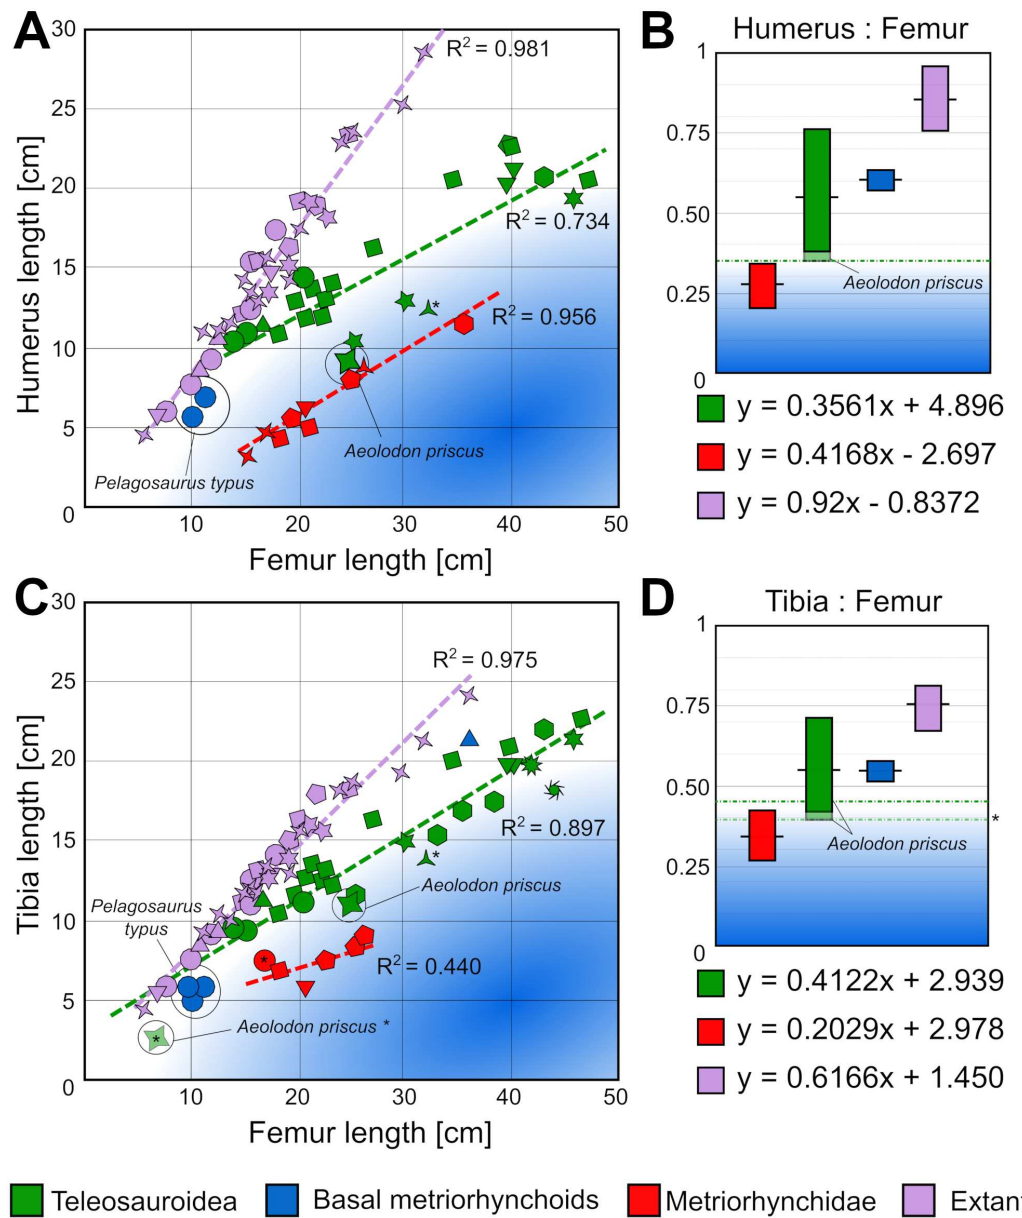 A
30
25
20
15
10
5
0
Humerus length [cm]
R² = 0.981
R² = 0.734
R² = 0.956
*
Aeolodon priscus
Pelagosaurus typus
10
20
30
40
50
Femur length [cm]
B
Humerus : Femur
1
0.75
0.50
0.25
0
Aeolodon priscus
y = 0.3561x + 4.896
y = 0.4168x - 2.697
y = 0.92x - 0.8372
C
30
25
20
15
10
5
0
Tibia length [cm]
R² = 0.975
R² = 0.897
*
Aeolodon priscus
Pelagosaurus
typus
*
R² = 0.440
*
Aeolodon priscus *
10
20
30
40
50
Femur length [cm]
D
Tibia : Femur
1
0.75
0.50
0.25
0
*
Aeolodon priscus
y = 0.4122x + 2.939
y = 0.2029x + 2.978
y = 0.6166x + 1.450
Teleosauroidea
Basal metriorhynchoids
Metriorhynchidae
Extan